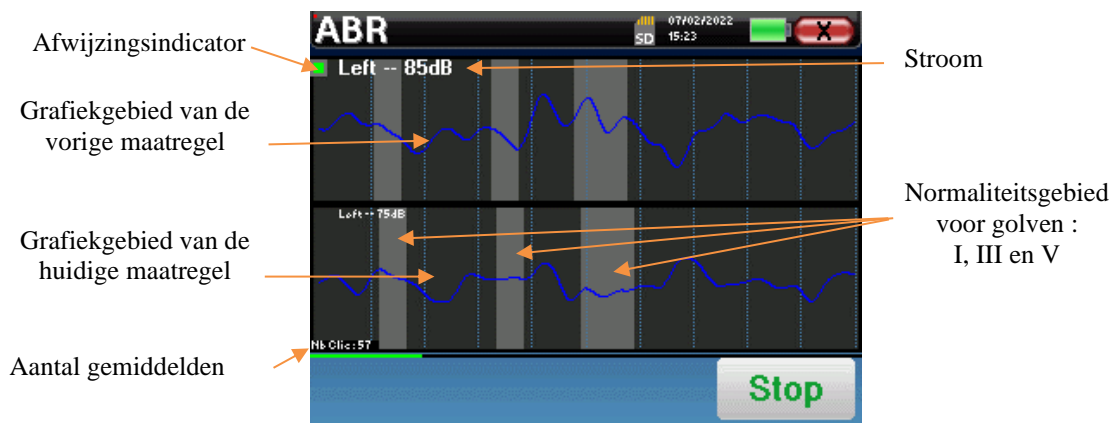 ABR
SD
07/02/2022
15:23
X
Afwijzingsindicator
Left -- 85dB
Stroom
Grafiekgebied van de
vorige maatregel
Left -- 75dB
Normaliteitsgebied
voor golven :
I, III en V
Grafiekgebied van de
huidige maatregel
Nb Clic:57
Aantal gemiddelden
Stop